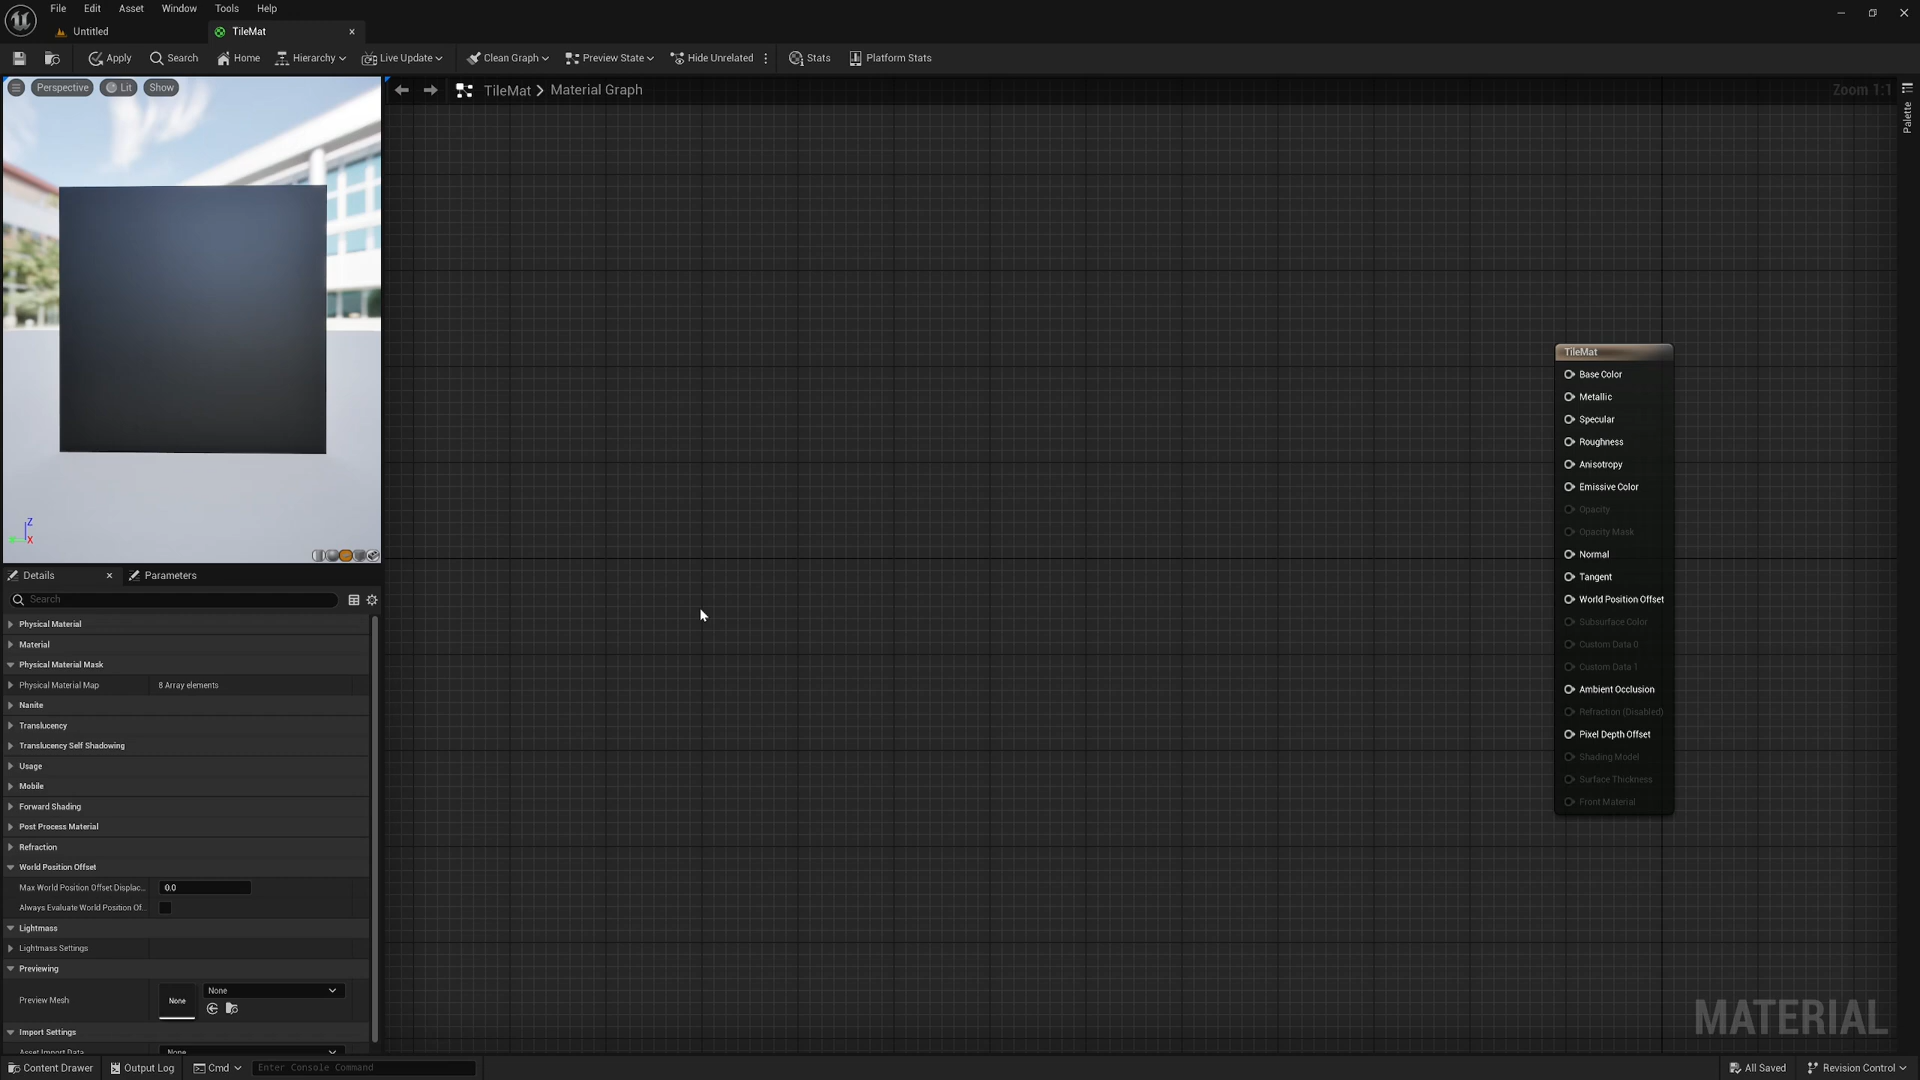 File Edit Asset Window Tools Help
Untitled
TileMat
Apply Search Home Hierarchy Live Update Clean Graph Preview State Hide Unrelated Stats Platform Stats
Perspective Lit Show
TileMat > Material Graph
Zoom 1:1
Palette
TileMat
Base Color
Metallic
Specular
Roughness
Anisotropy
Emissive Color
Opacity
Opacity Mask
Normal
Tangent
World Position Offset
Subsurface Color
Custom Data 0
Custom Data 1
Ambient Occlusion
Refraction (Disabled)
Pixel Depth Offset
Shading Model
Surface Thickness
Front Material
Z
X
Details
Parameters
Search
Physical Material
Material
Physical Material Mask
Physical Material Map 8 Array elements
Nanite
Translucency
Translucency Self Shadowing
Usage
Mobile
Forward Shading
Post Process Material
Refraction
World Position Offset
Max World Position Offset Displac... 0.0
Always Evaluate World Position Of...
Lightmass
Lightmass Settings
Previewing
Preview Mesh None None
Import Settings
Asset Import Data None
MATERIAL
Content Drawer Output Log Cmd Enter Console Command All Saved Revision Control